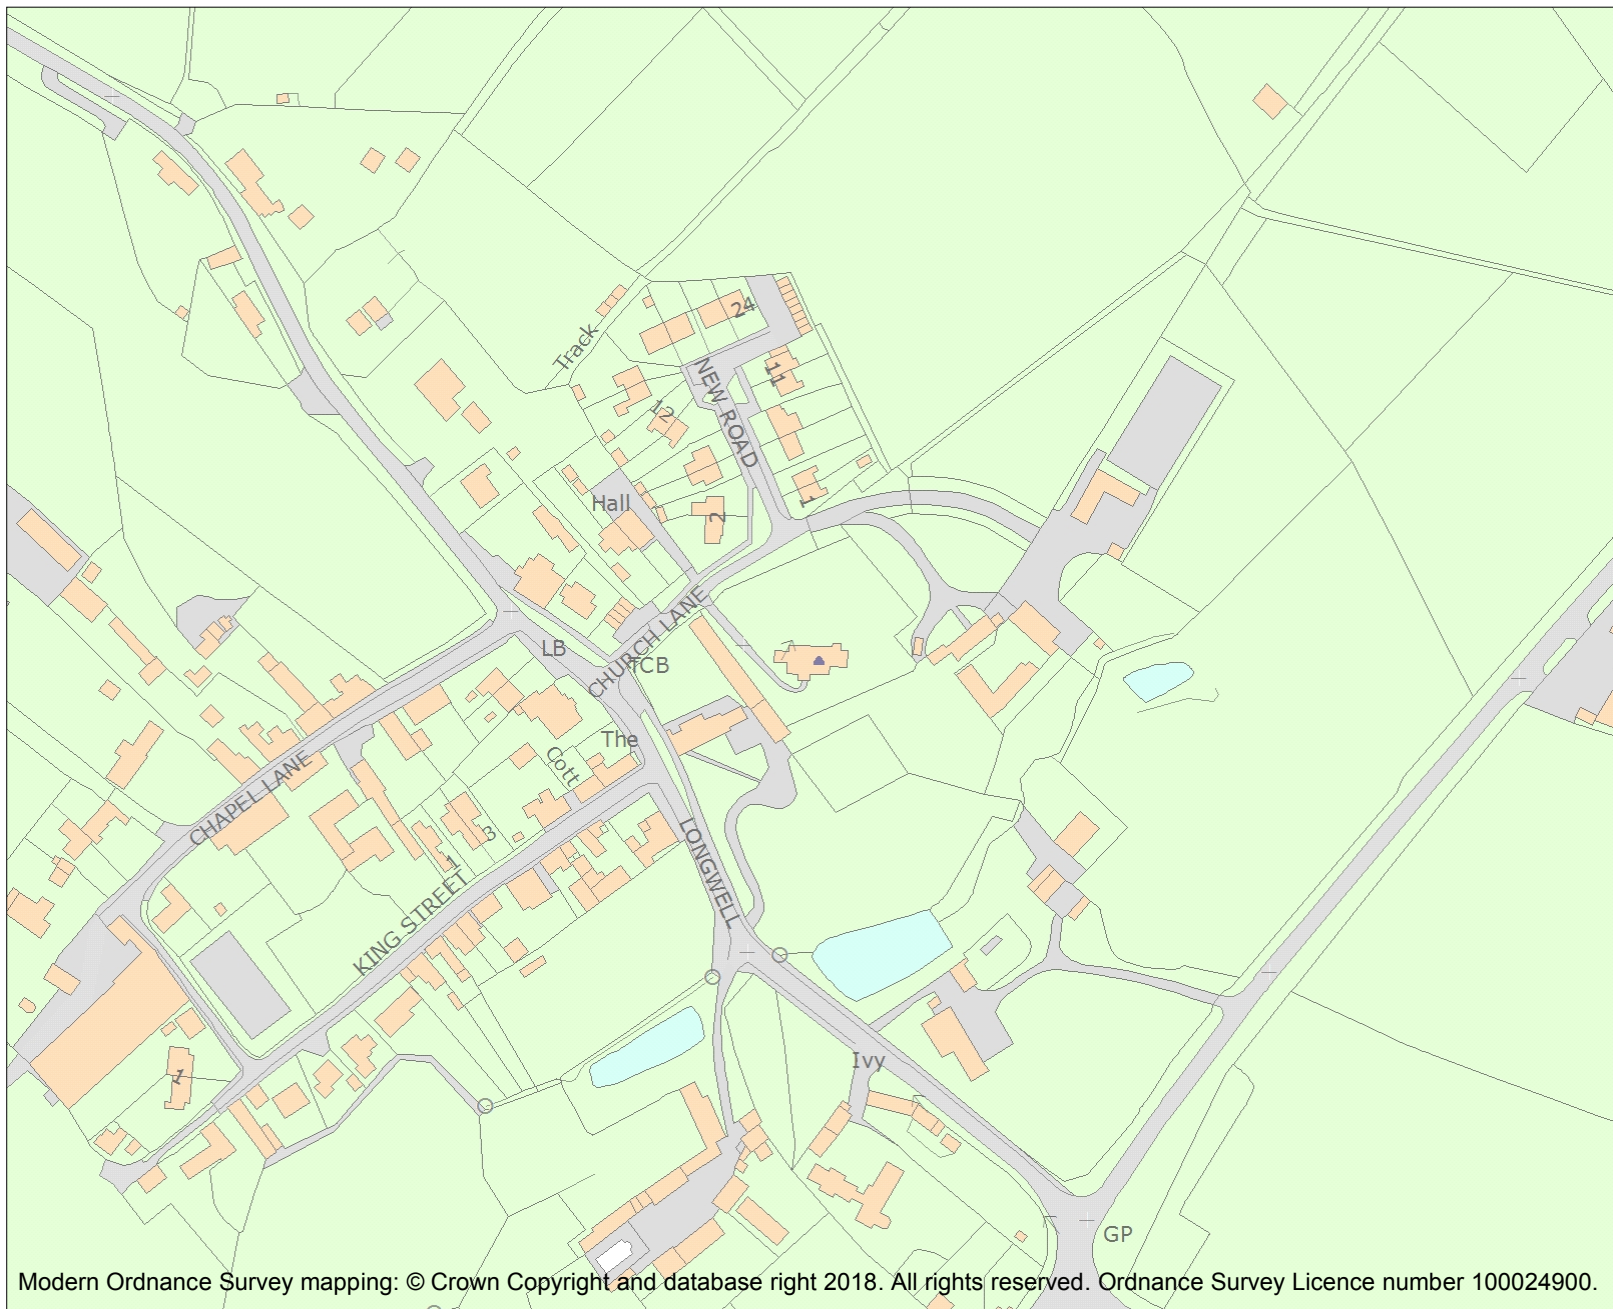 24
Track
11
NEW ROAD
12
Hall
1
2
LB
CHURCH LANE
TCB
The
Cott
CHAPEL LANE
3
1
LONGWELL
KING STREET
Ivy
1
GP
Modern Ordnance Survey mapping: © Crown Copyright and database right 2018. All rights reserved. Ordnance Survey Licence number 100024900.